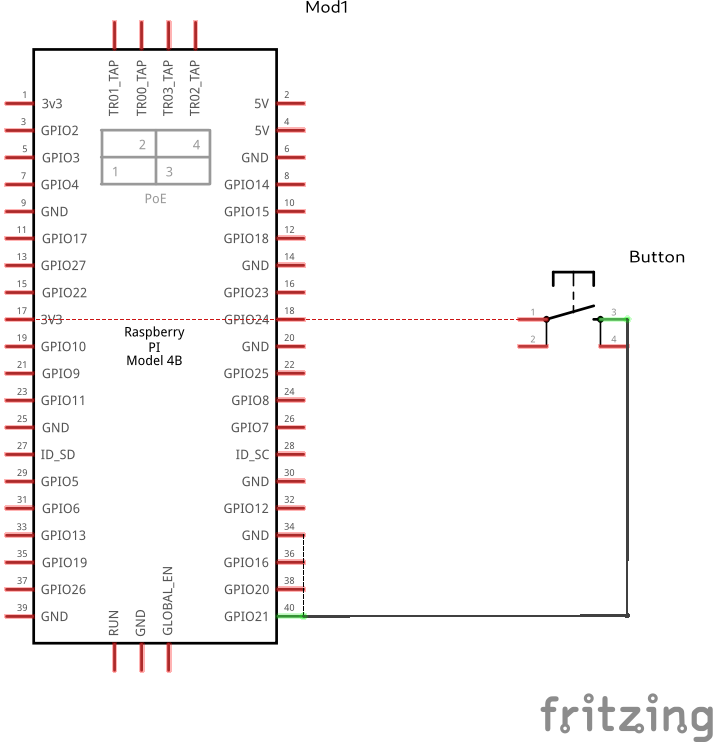 Mod1
TR01_TAP
TR00_TAP
TR03_TAP
TR02_TAP
1 3v3 5V 2
3 GPIO2 5V 4
5 GPIO3 GND 6
7 GPIO4 GPIO14 8
9 GND GPIO15 10
11 GPIO17 GPIO18 12
13 GPIO27 GND 14
15 GPIO22 GPIO23 16
17 3V3 GPIO24 18
19 GPIO10 GND 20
21 GPIO9 GPIO25 22
23 GPIO11 GPIO8 24
25 GND GPIO7 26
27 ID_SD ID_SC 28
29 GPIO5 GND 30
31 GPIO6 GPIO12 32
33 GPIO13 GND 34
35 GPIO19 GPIO16 36
37 GPIO26 GPIO20 38
39 GND GPIO21 40
2 4
1 3
PoE
Raspberry
PI
Model 4B
RUN
GND
GLOBAL_EN
Button
1 3
2 4
fritzing